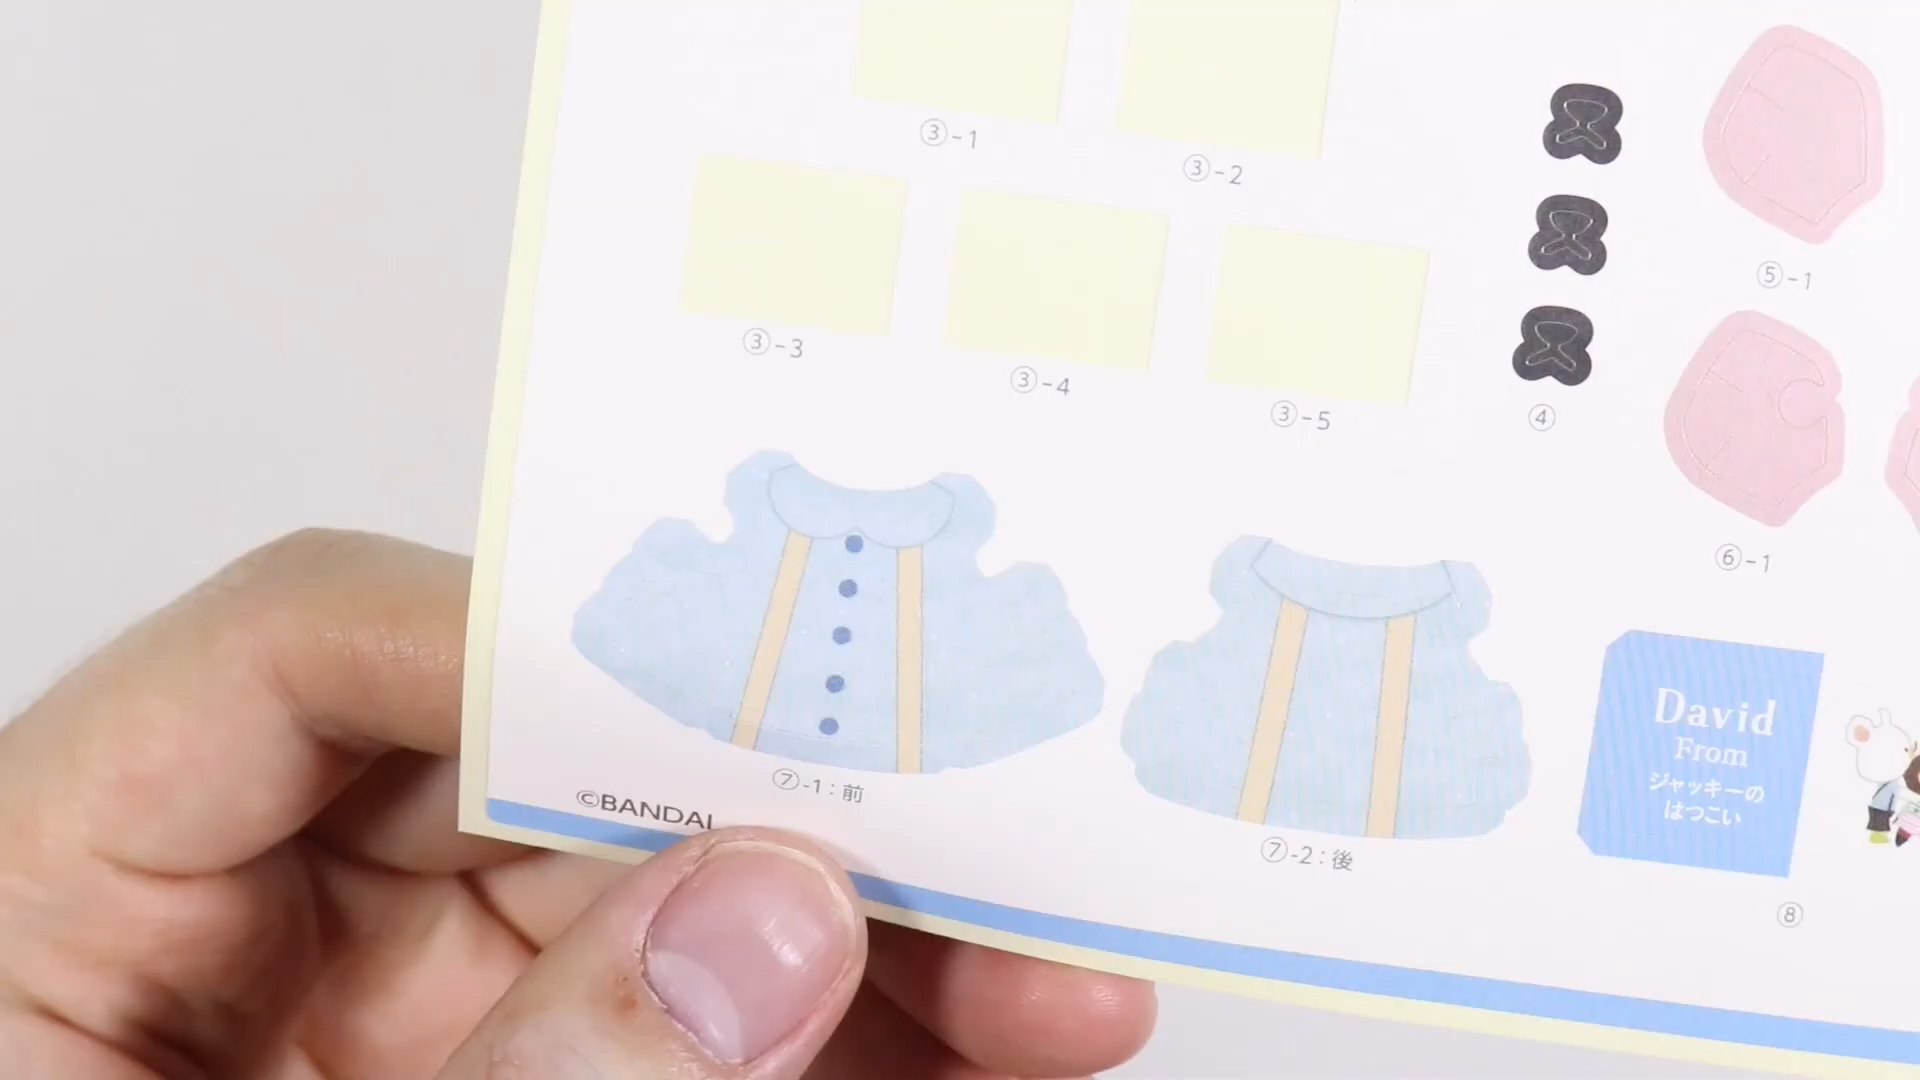 ③-1
③-2
③-3
③-4
③-5
④
⑤-1
⑥-1
⑦-1:前
⑦-2:後
David
From
ジャッキーの
はつこい
⑧
©BANDAI